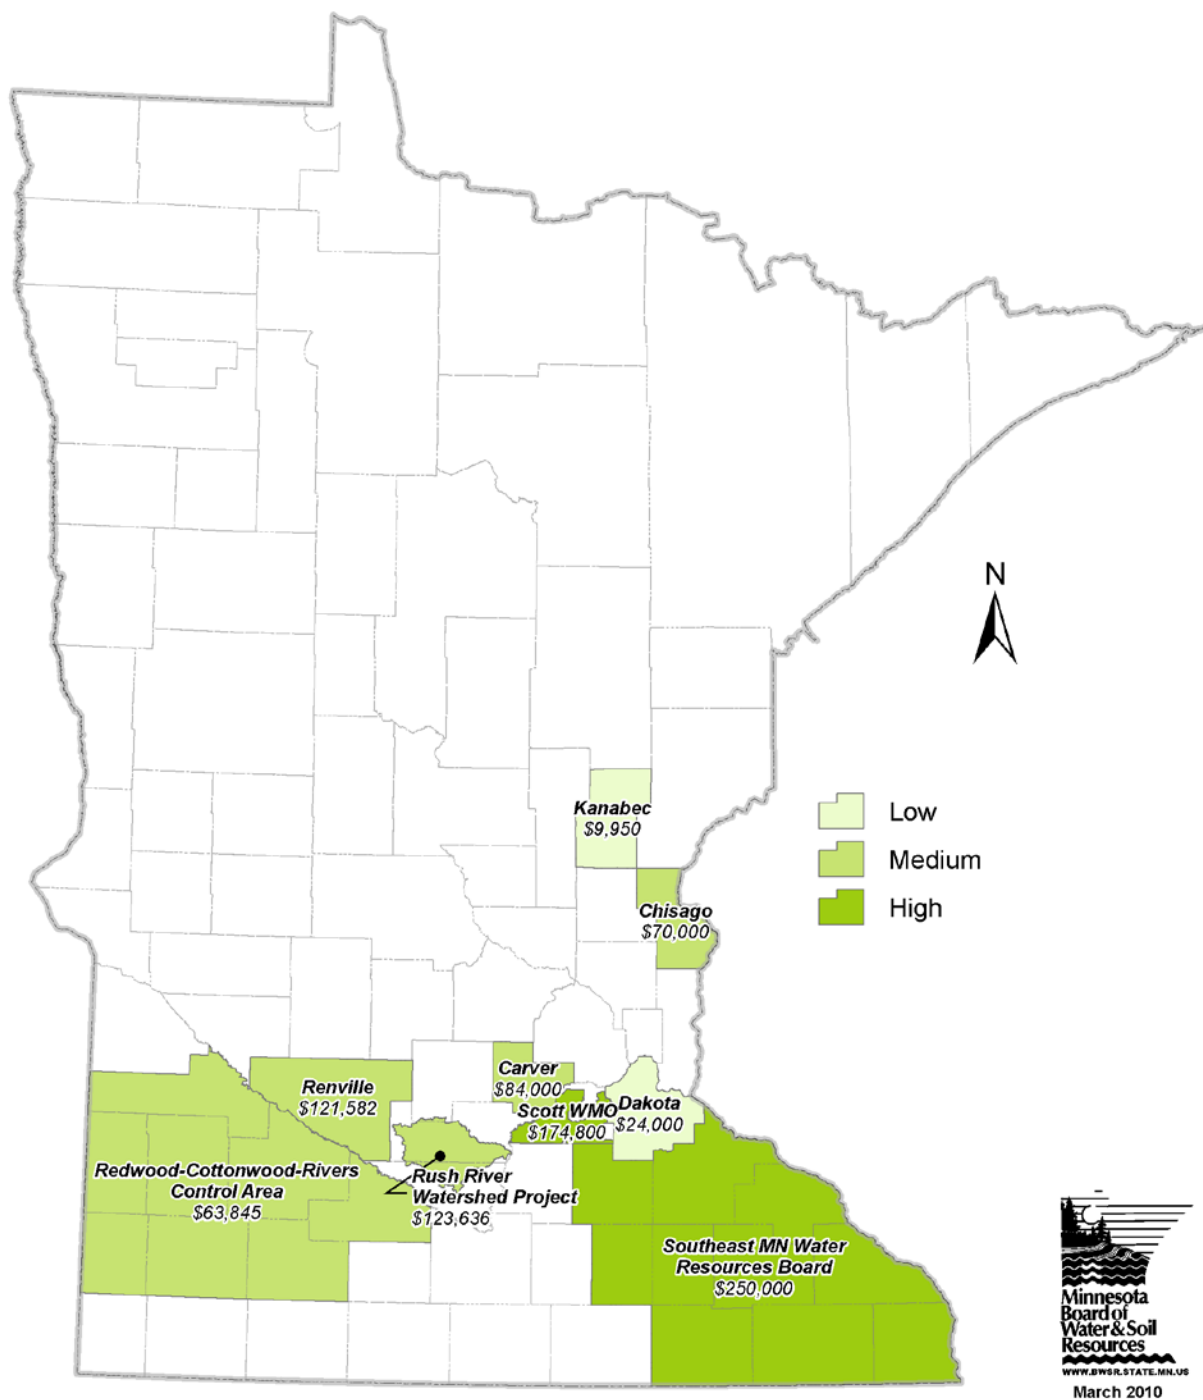 N
Low
Medium
High
Kanabec
$9,950
Chisago
$70,000
Carver
$84,000
Renville
$121,582
Scott WMO
$174,800
Dakota
$24,000
Redwood-Cottonwood-Rivers
Control Area
$63,845
Rush River
Watershed Project
$123,636
Southeast MN Water
Resources Board
$250,000
Minnesota
Board of
Water & Soil
Resources
WWW.BWSR.STATE.MN.US
March 2010